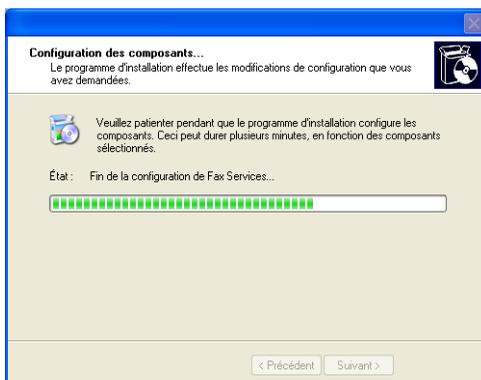 Configuration des composants...
Le programme d'installation effectue les modifications de configuration que vous
avez demandées.
Veuillez patienter pendant que le programme d'installation configure les
composants. Ceci peut durer plusieurs minutes, en fonction des composants
sélectionnés.
État : Fin de la configuration de Fax Services...
< Précédent Suivant >